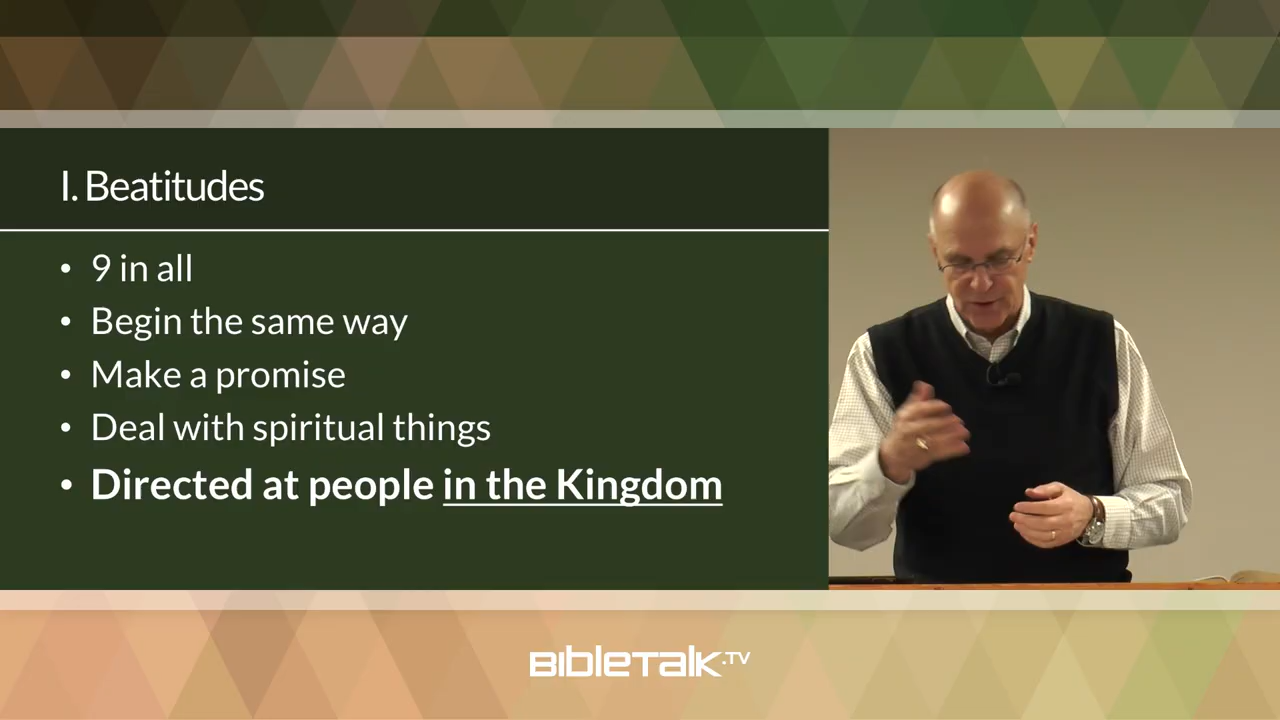 I. Beatitudes
• 9 in all
• Begin the same way
• Make a promise
• Deal with spiritual things
• Directed at people in the Kingdom
BIBLETALK.TV